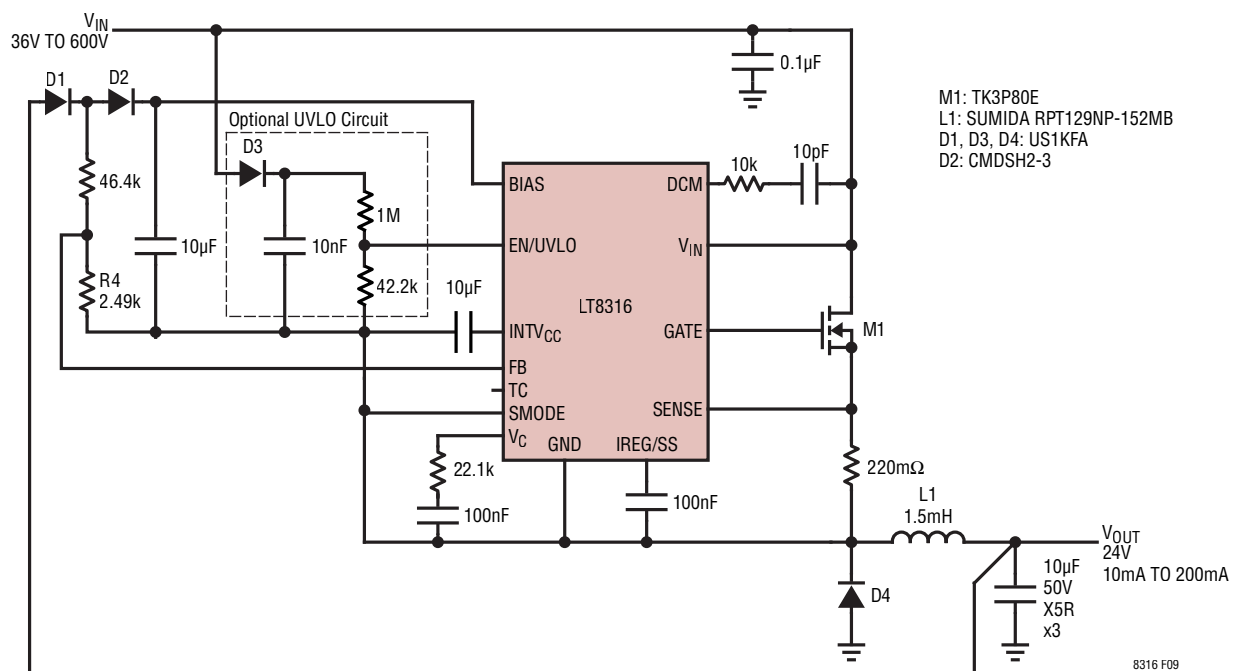 VIN
36V TO 600V
D1
D2
0.1µF
M1: TK3P80E
L1: SUMIDA RPT129NP-152MB
D1, D3, D4: US1KFA
D2: CMDSH2-3
Optional UVLO Circuit
D3
46.4k
10µF
10nF
1M
42.2k
R4
2.49k
10µF
BIAS
EN/UVLO
INTVCC
FB
TC
SMODE
VC
GND
IREG/SS
LT8316
DCM
VIN
GATE
SENSE
10k
10pF
M1
220mΩ
22.1k
100nF
100nF
L1
1.5mH
D4
VOUT
24V
10mA TO 200mA
10µF
50V
X5R
x3
8316 F09